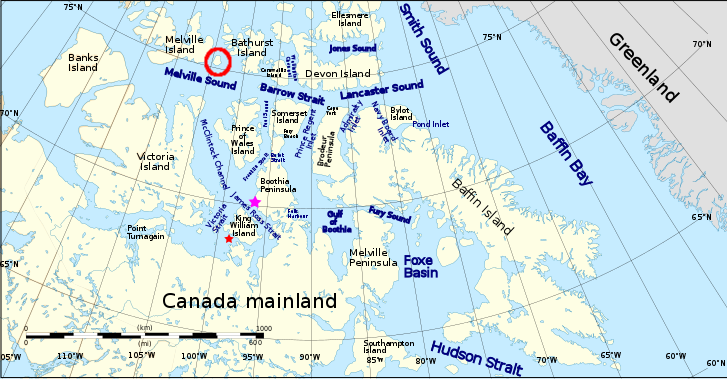 75°N
Melville
Island
Bathurst
Island
Ellesmere
Island
Smith Sound
75°N
Greenland
Banks
Island
Jones Sound
70°N
Cornwallis
Island
Devon Island
Melville Sound
Barrow Strait
Lancaster Sound
70°N
Peel Sound
Somerset
Island
Prince Regent
Inlet
Admiralty
Inlet
Navy Board
Inlet
Bylot
Island
Pond Inlet
Baffin Bay
McClintock Channel
Prince
of Wales
Island
Brodeur
Peninsula
Victoria
Island
Boothia
Peninsula
Baffin Island
65°N
James Ross Strait
Victoria
Strait
King
William
Island
Gulf
of
Boothia
Fury Sound
Point
Turnagain
65°N
Melville
Peninsula
Foxe
Basin
Canada mainland
0
(km)
1000
0
(mi)
600
Southampton
Island
Hudson Strait
05°W
110°W
105°W
100°W
95°W
90°W
85°W
80°W
70°W
65°W
60°W
60°N